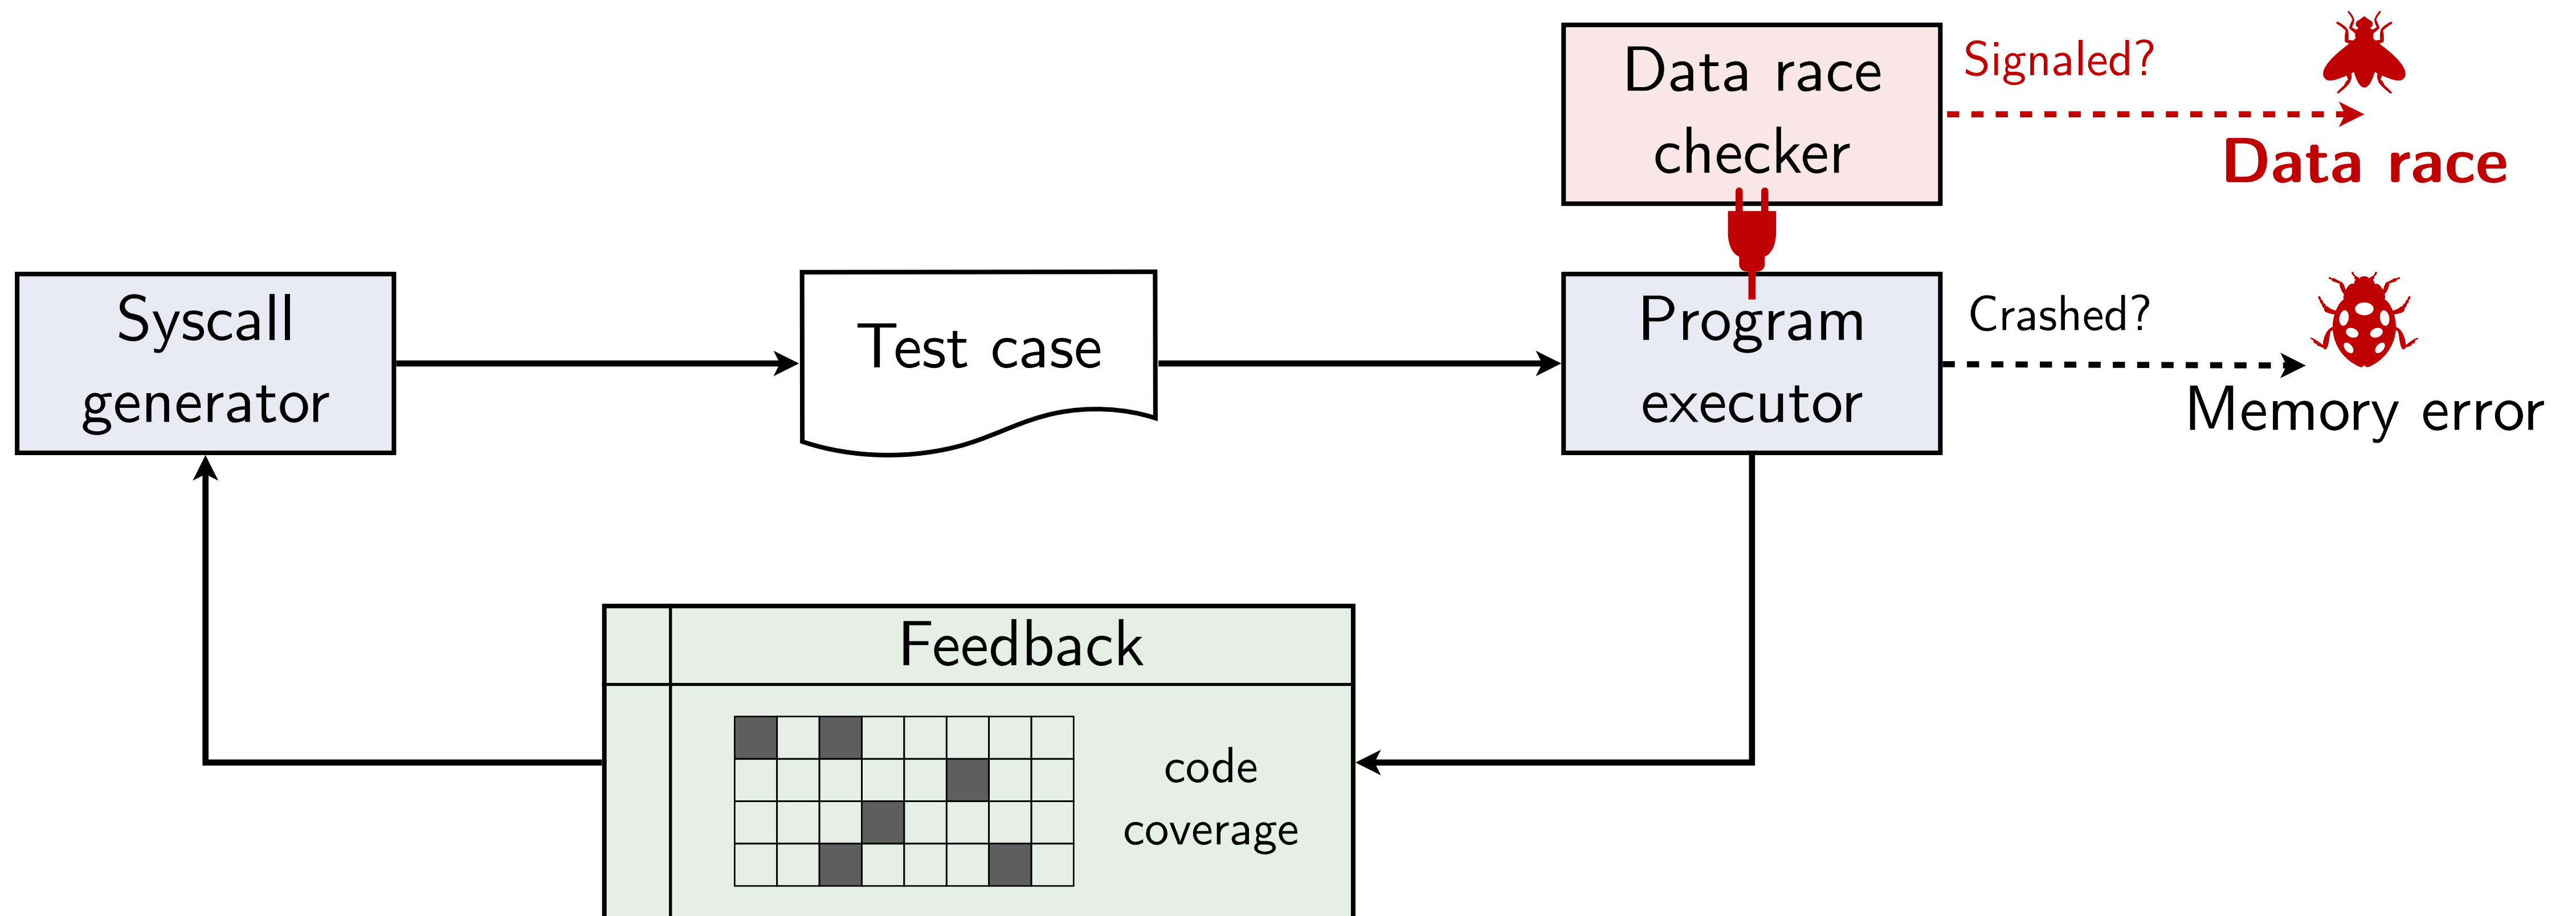 Data race
checker
Signaled?
Data race
Syscall
generator
Test case
Program
executor
Crashed?
Memory error
Feedback
code
coverage